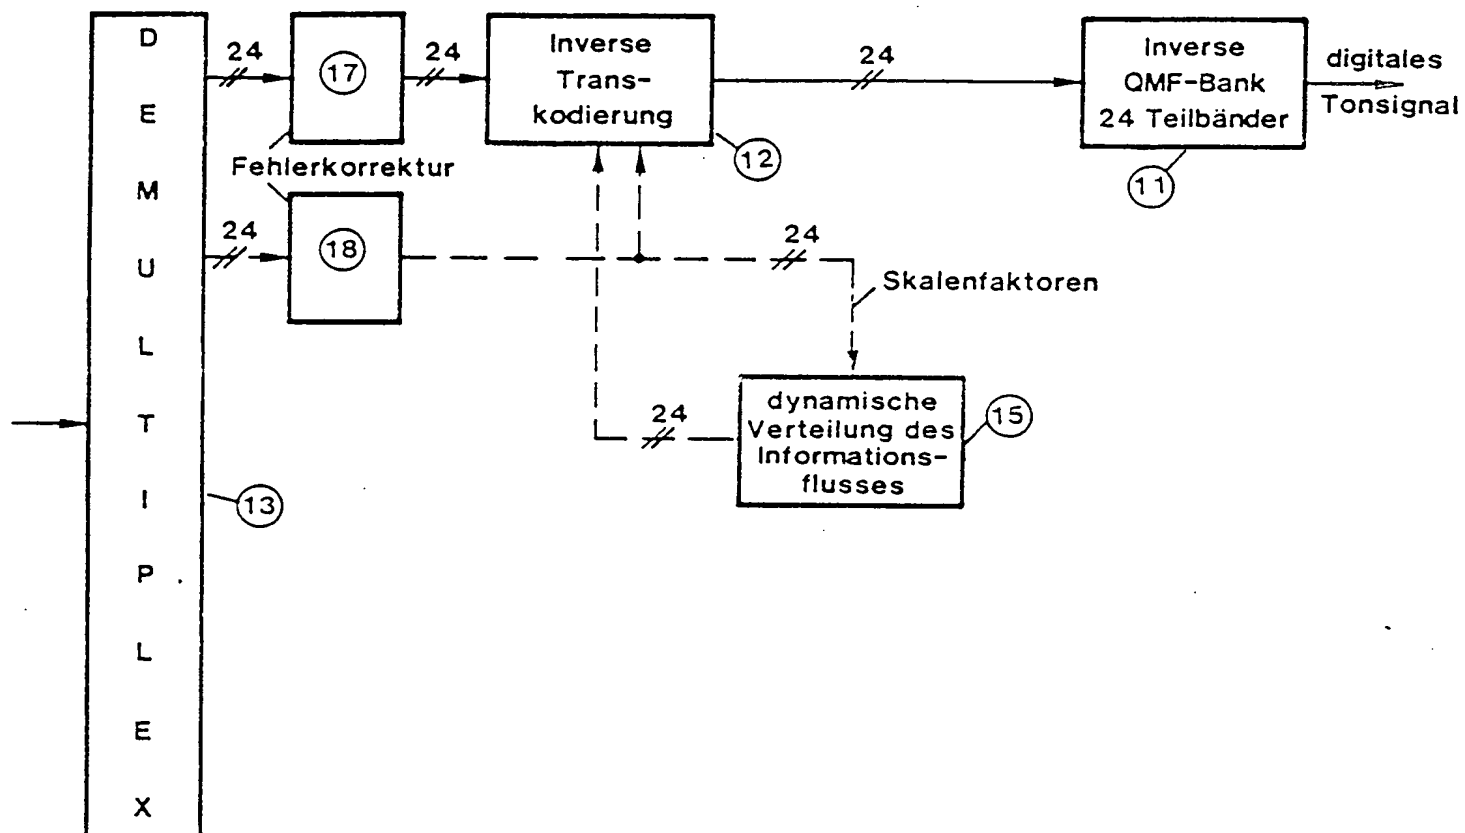 DEMULTIPLEX
24
17
24
Inverse
Trans-
kodierung
12
24
Inverse
QMF-Bank
24 Teilbänder
11
digitales
Tonsignal
Fehlerkorrektur
24
18
24
Skalenfaktoren
dynamische
Verteilung des
Informations-
flusses
15
24
13